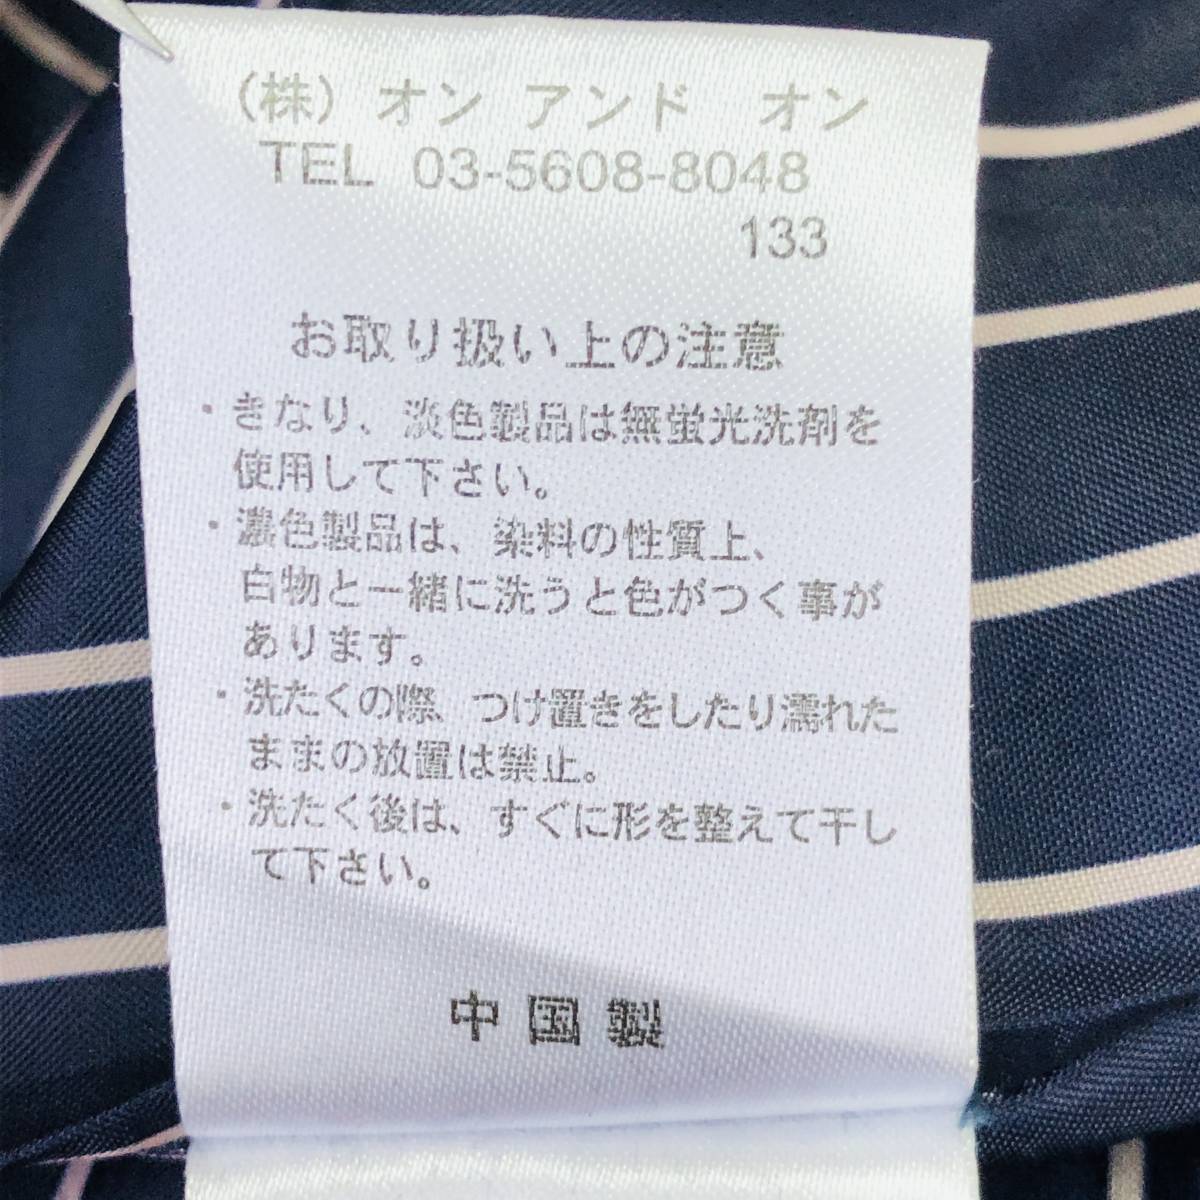 (株) オン アンド オン
TEL 03-5608-8048
133
お取り扱い上の注意
・きなり、淡色製品は無蛍光洗剤を
使用して下さい。
・濃色製品は、染料の性質上、
白物と一緒に洗うと色がつく事が
あります。
・洗たくの際、つけ置きをしたり濡れた
ままの放置は禁止。
・洗たく後は、すぐに形を整えて干し
て下さい。
中国製